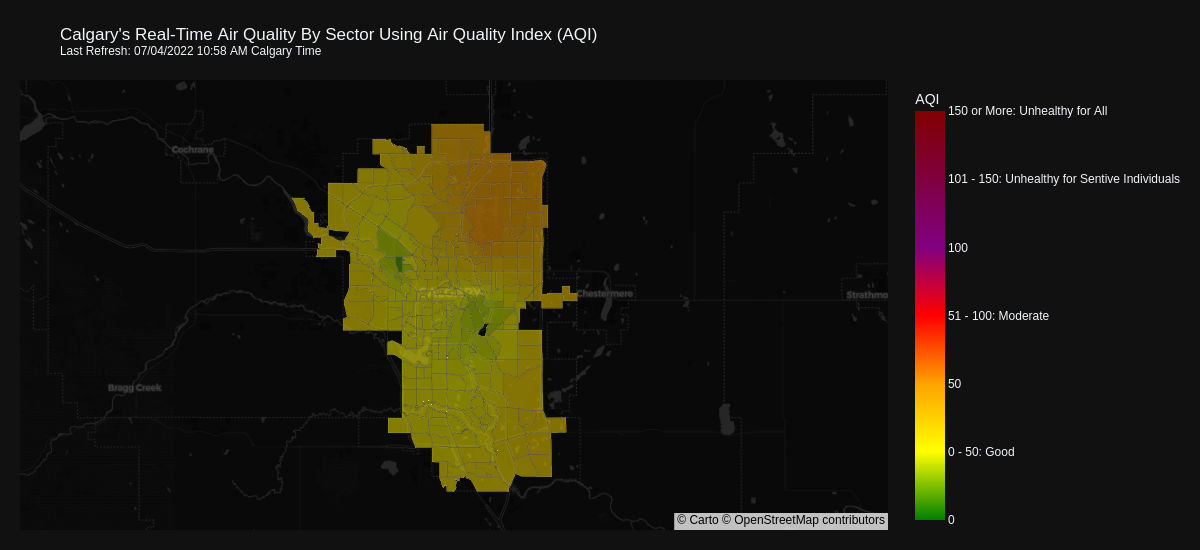 Calgary's Real-Time Air Quality By Sector Using Air Quality Index (AQI)
Last Refresh: 07/04/2022 10:58 AM Calgary Time
AQI
150 or More: Unhealthy for All
Cochrane
101 - 150: Unhealthy for Sentive Individuals
100
Chestermere
Strathmo
51 - 100: Moderate
50
Bragg Creek
0 - 50: Good
0
© Carto © OpenStreetMap contributors